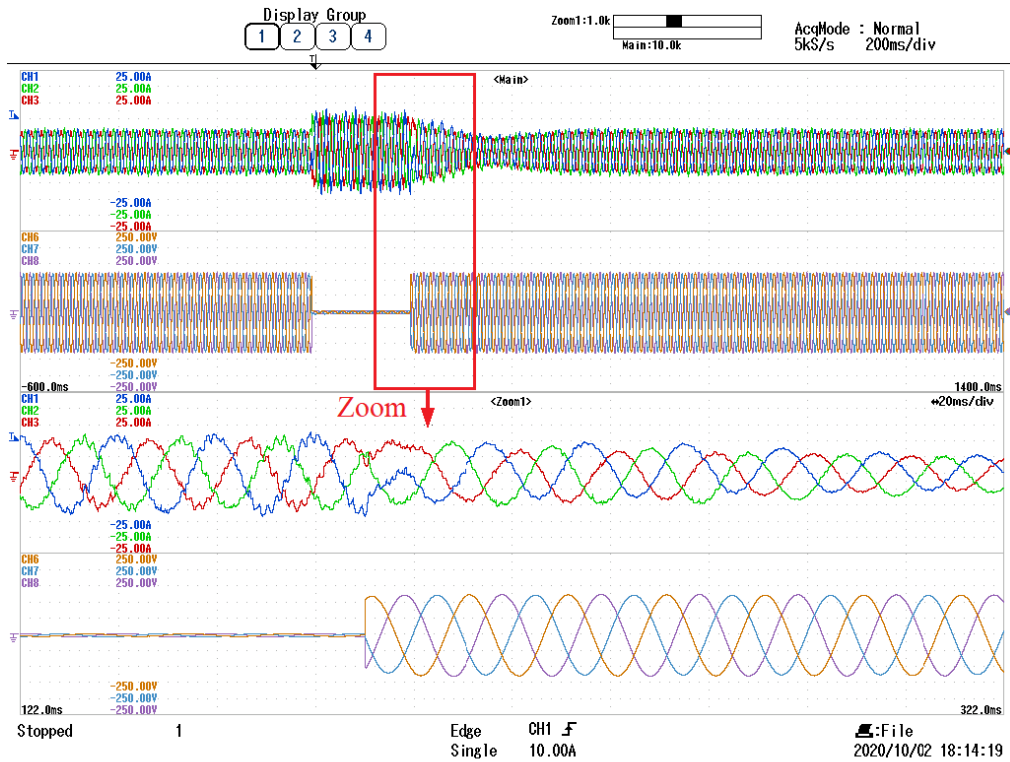 Display Group
1 2 3 4
Zoom1:1.0k
Main:10.0k
AcqMode : Normal
5kS/s 200ms/div
T
CH1 25.00A
CH2 25.00A
CH3 25.00A
<Main>
T
-25.00A
-25.00A
-25.00A
CH6 250.00V
CH7 250.00V
CH8 250.00V
-250.00V
-250.00V
-250.00V
-600.0ms
1400.0ms
CH1 25.00A
CH2 25.00A
CH3 25.00A
Zoom
<Zoom1>
↔20ms/div
T
-25.00A
-25.00A
-25.00A
CH6 250.00V
CH7 250.00V
CH8 250.00V
-250.00V
-250.00V
-250.00V
122.0ms
322.0ms
Stopped 1
Edge CH1
Single 10.00A
:File
2020/10/02 18:14:19